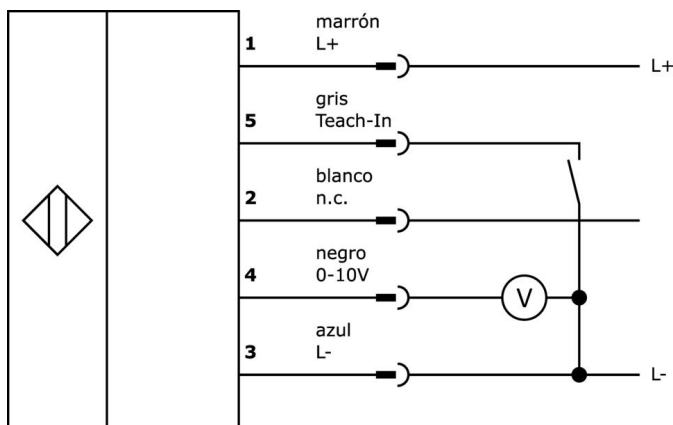 marrón
1 L+
L+
gris
5 Teach-In
blanco
2 n.c.
negro
4 0-10V
V
azul
3 L-
L-